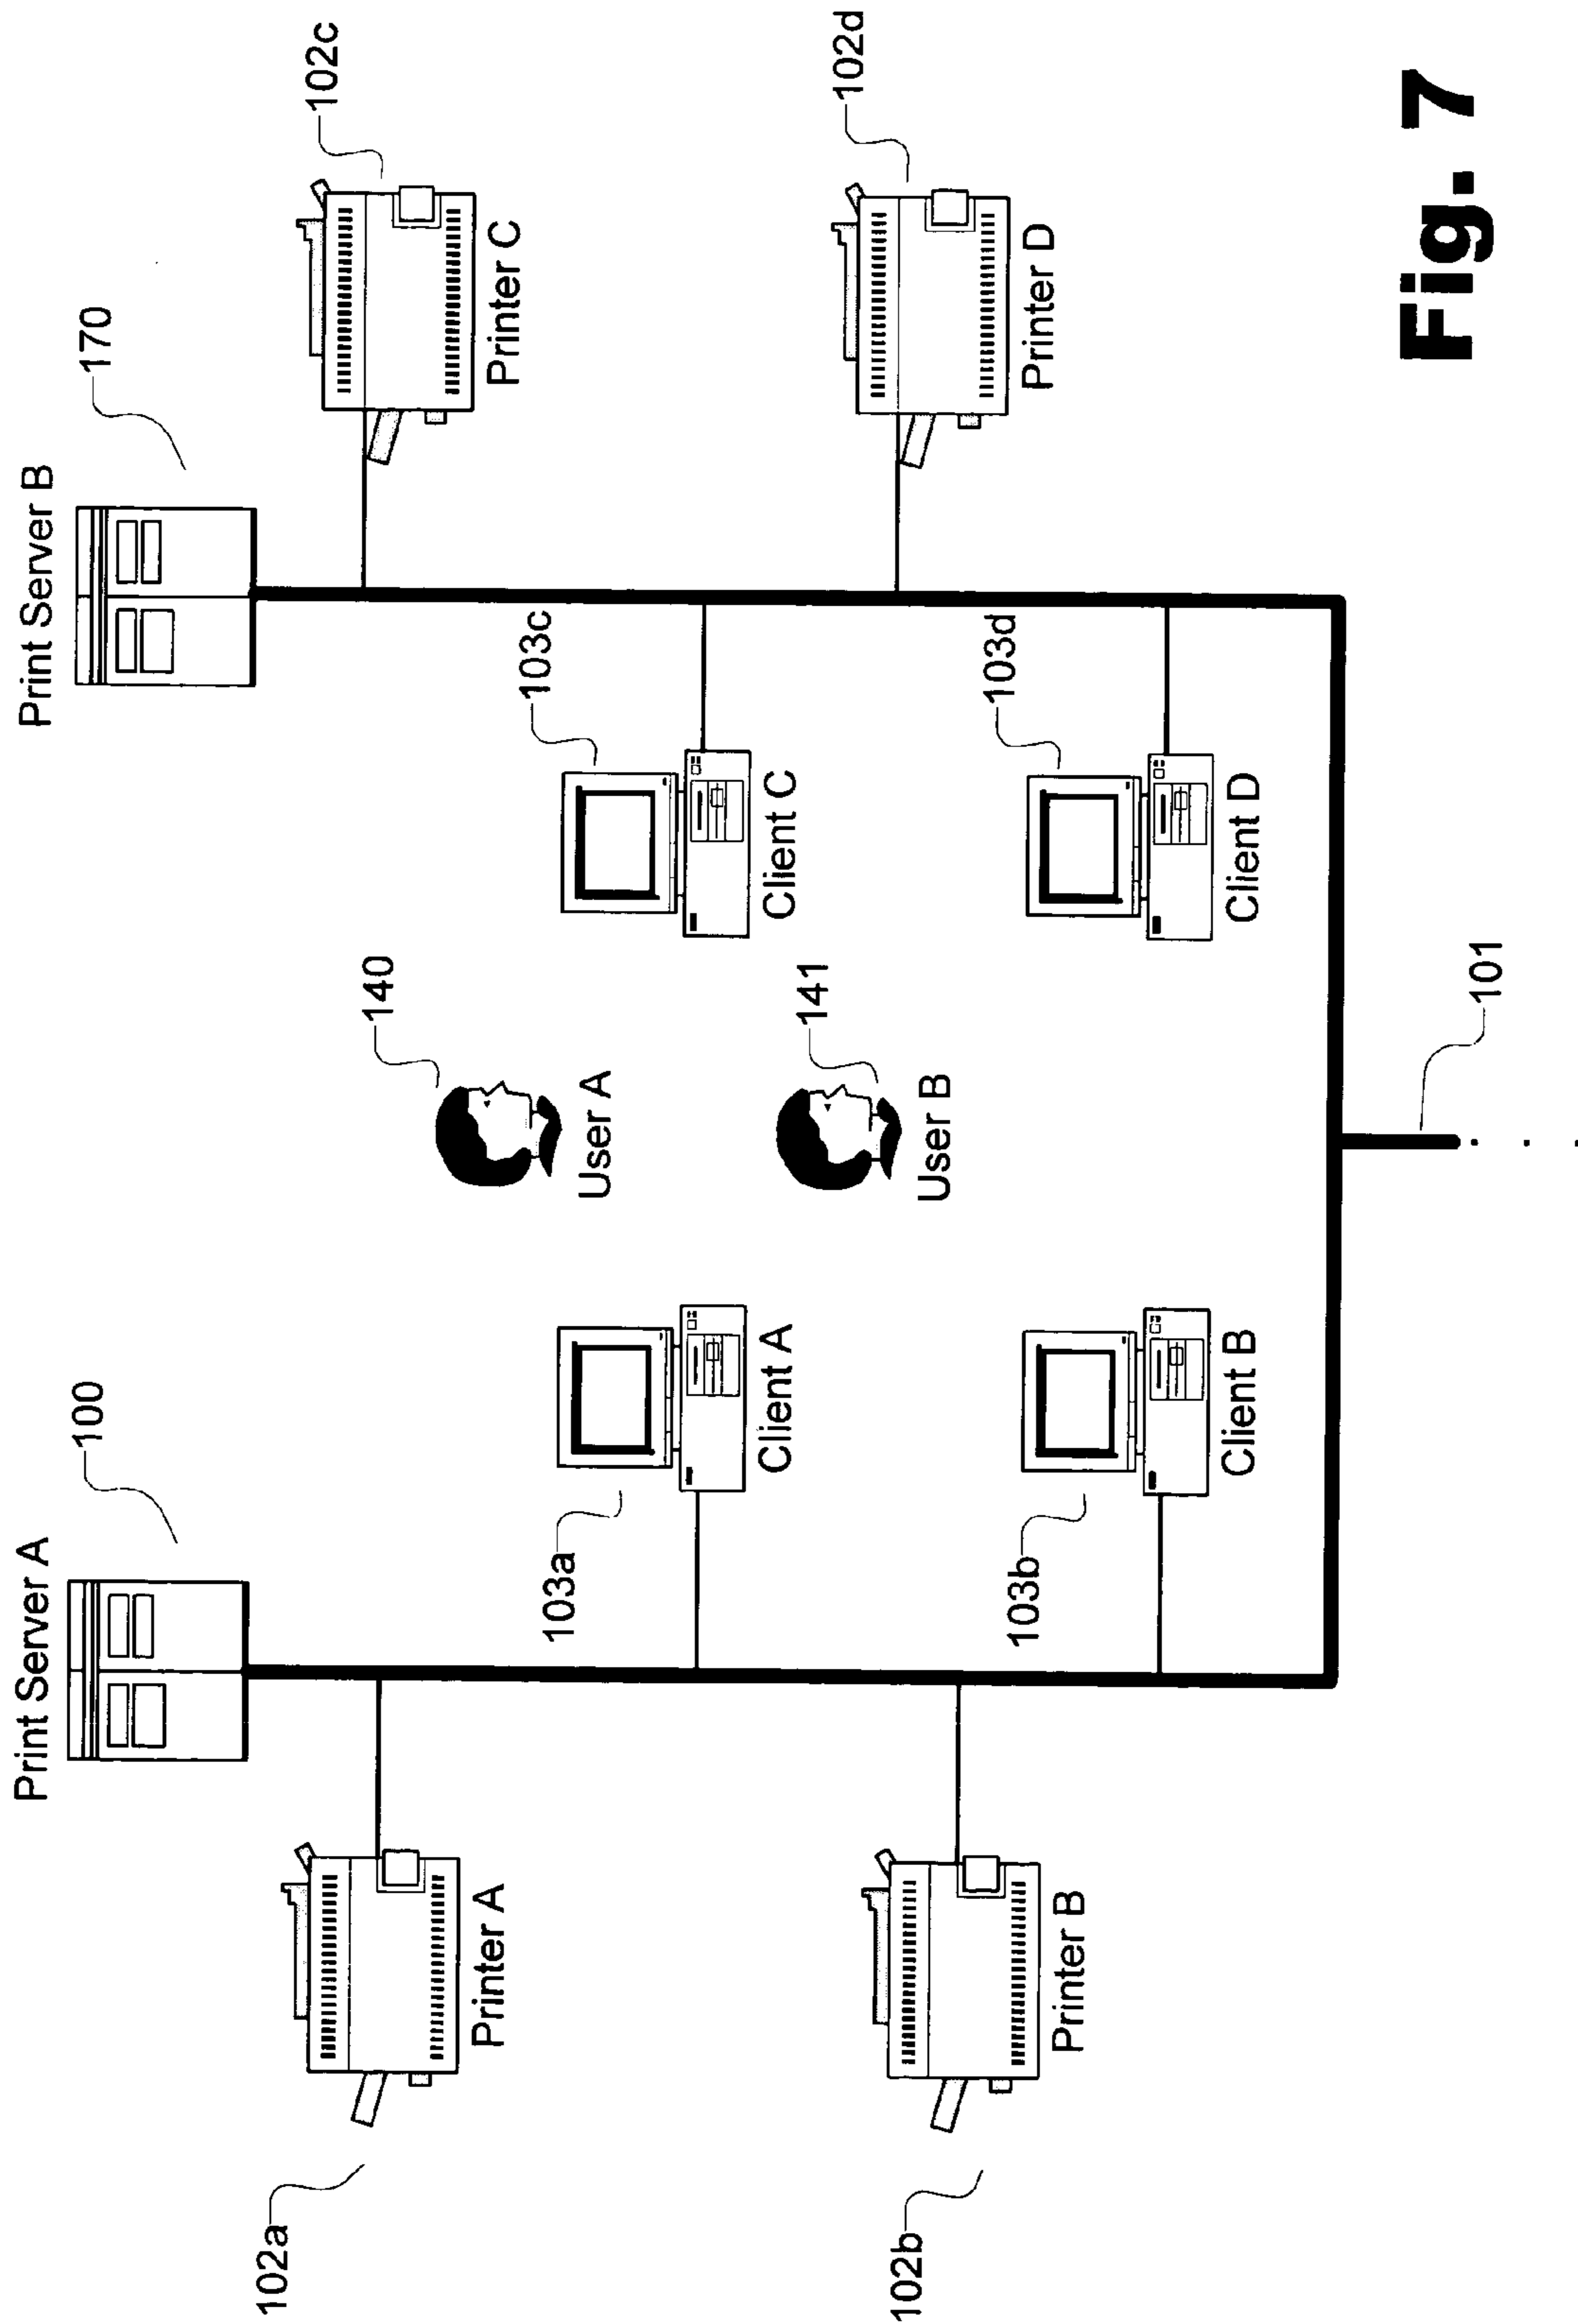 Print Server A
100
Print Server B
170
102a
Printer A
103a
Client A
140
User A
103c
Client C
102c
Printer C
102b
Printer B
103b
Client B
141
User B
103d
Client D
102d
Printer D
101
Fig. 7